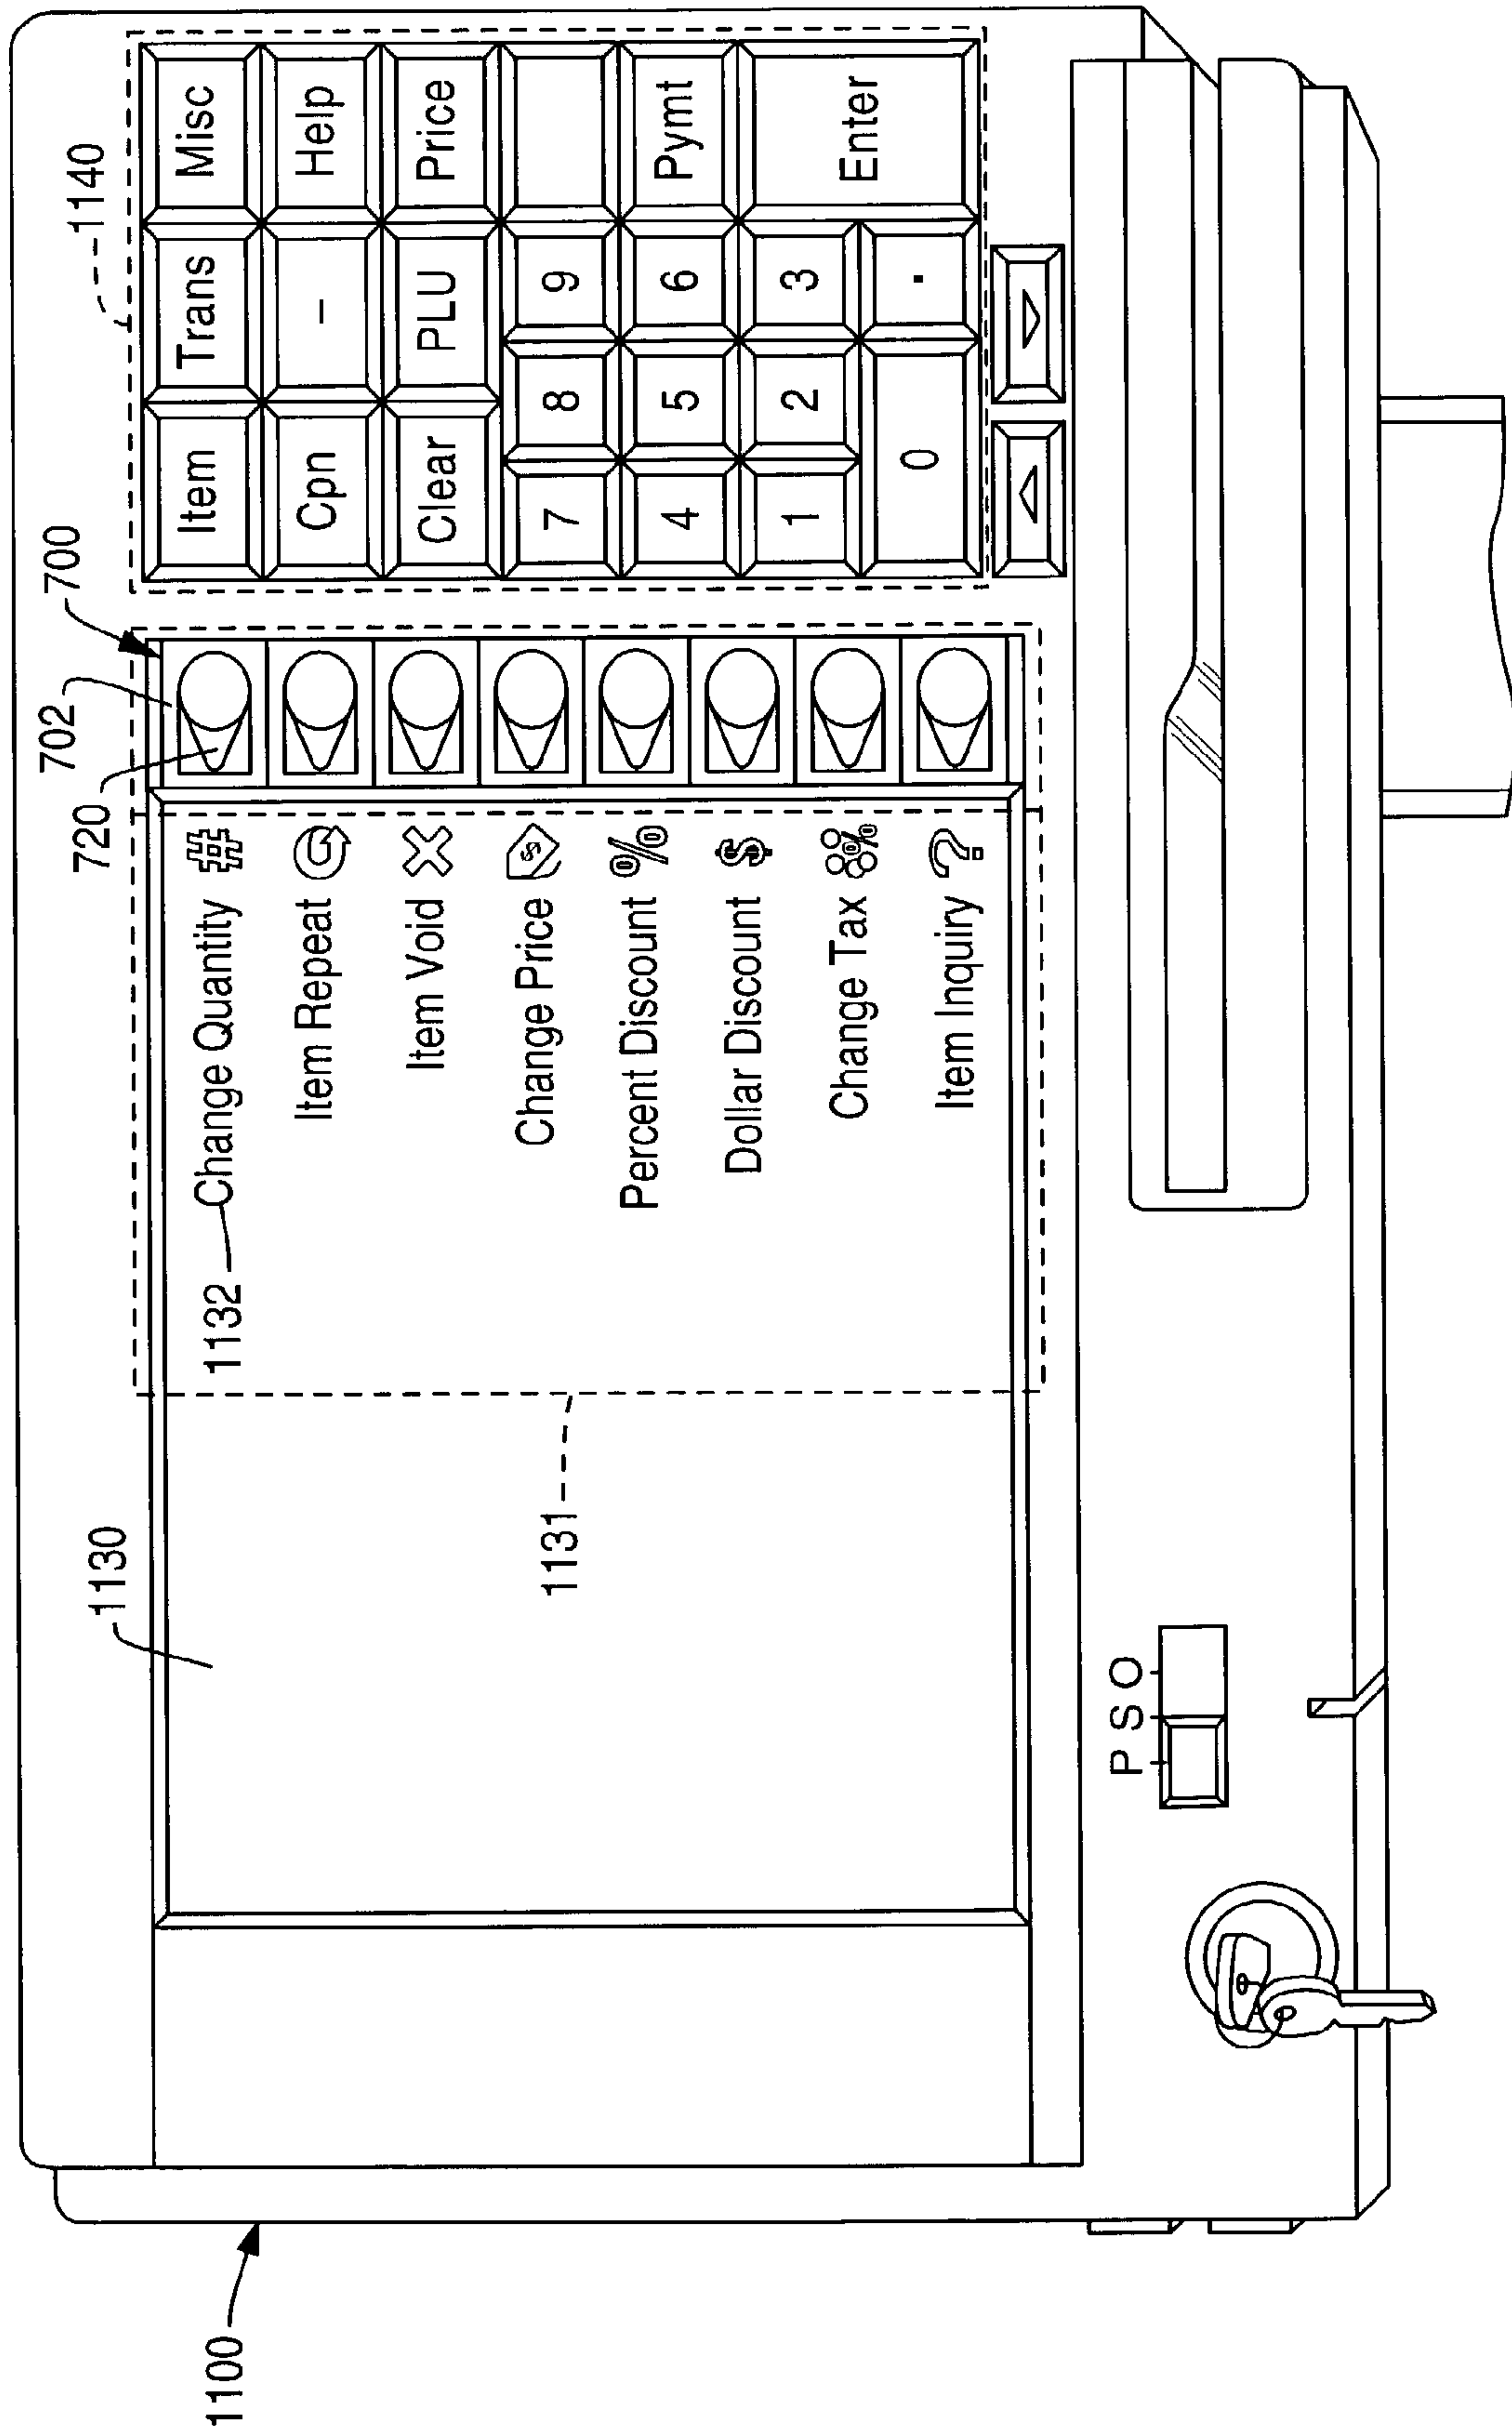 1100
1130
1131
1132
720
702
700
1140
Change Quantity #
Item Repeat
Item Void
Change Price $
Percent Discount %
Dollar Discount $
Change Tax %
Item Inquiry ?
Item Trans Misc
Cpn - Help
Clear PLU Price
7 8 9
4 5 6 Pymt
1 2 3 Enter
0 .
P S O